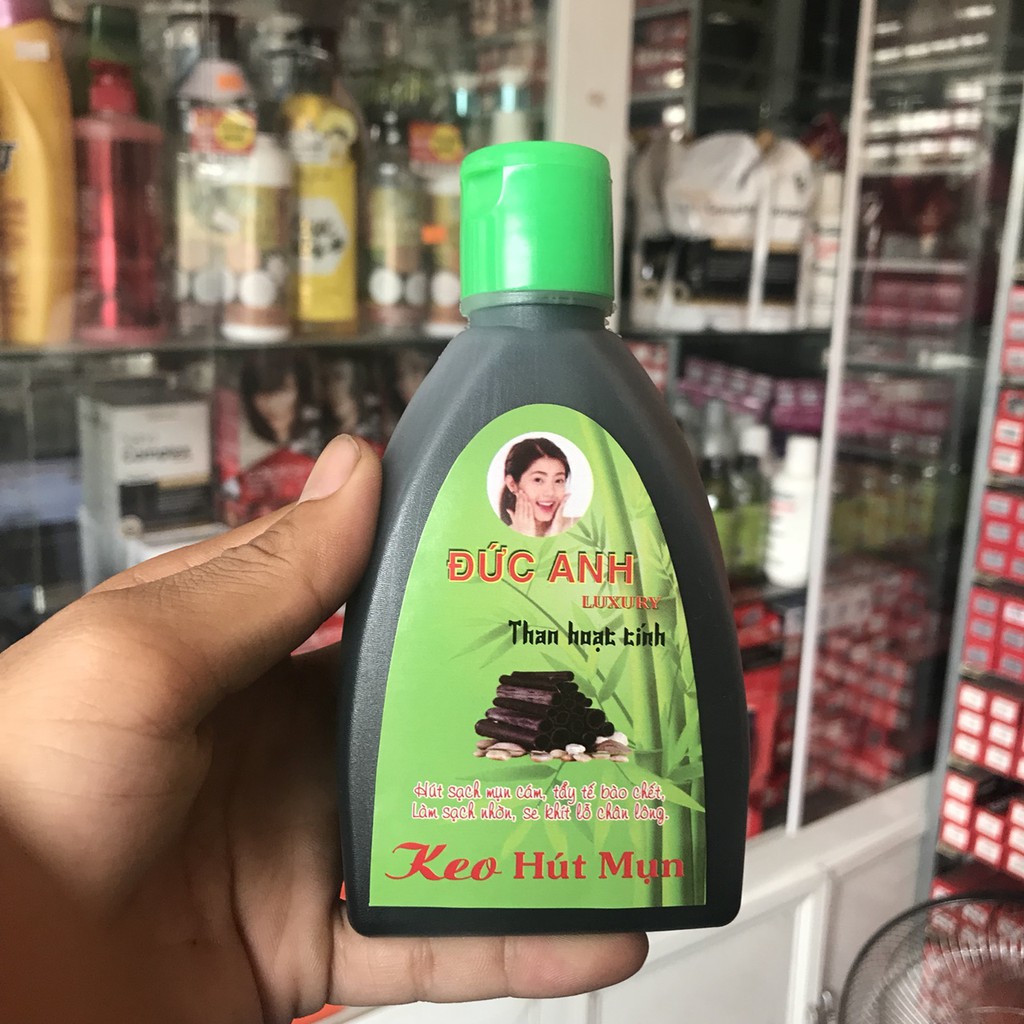 ĐỨC ANH
LUXURY
Than hoạt tính
Hút sạch mụn cám, tẩy tế bào chết,
Làm sạch nhờn, se khít lỗ chân lông.
Keo Hút Mụn